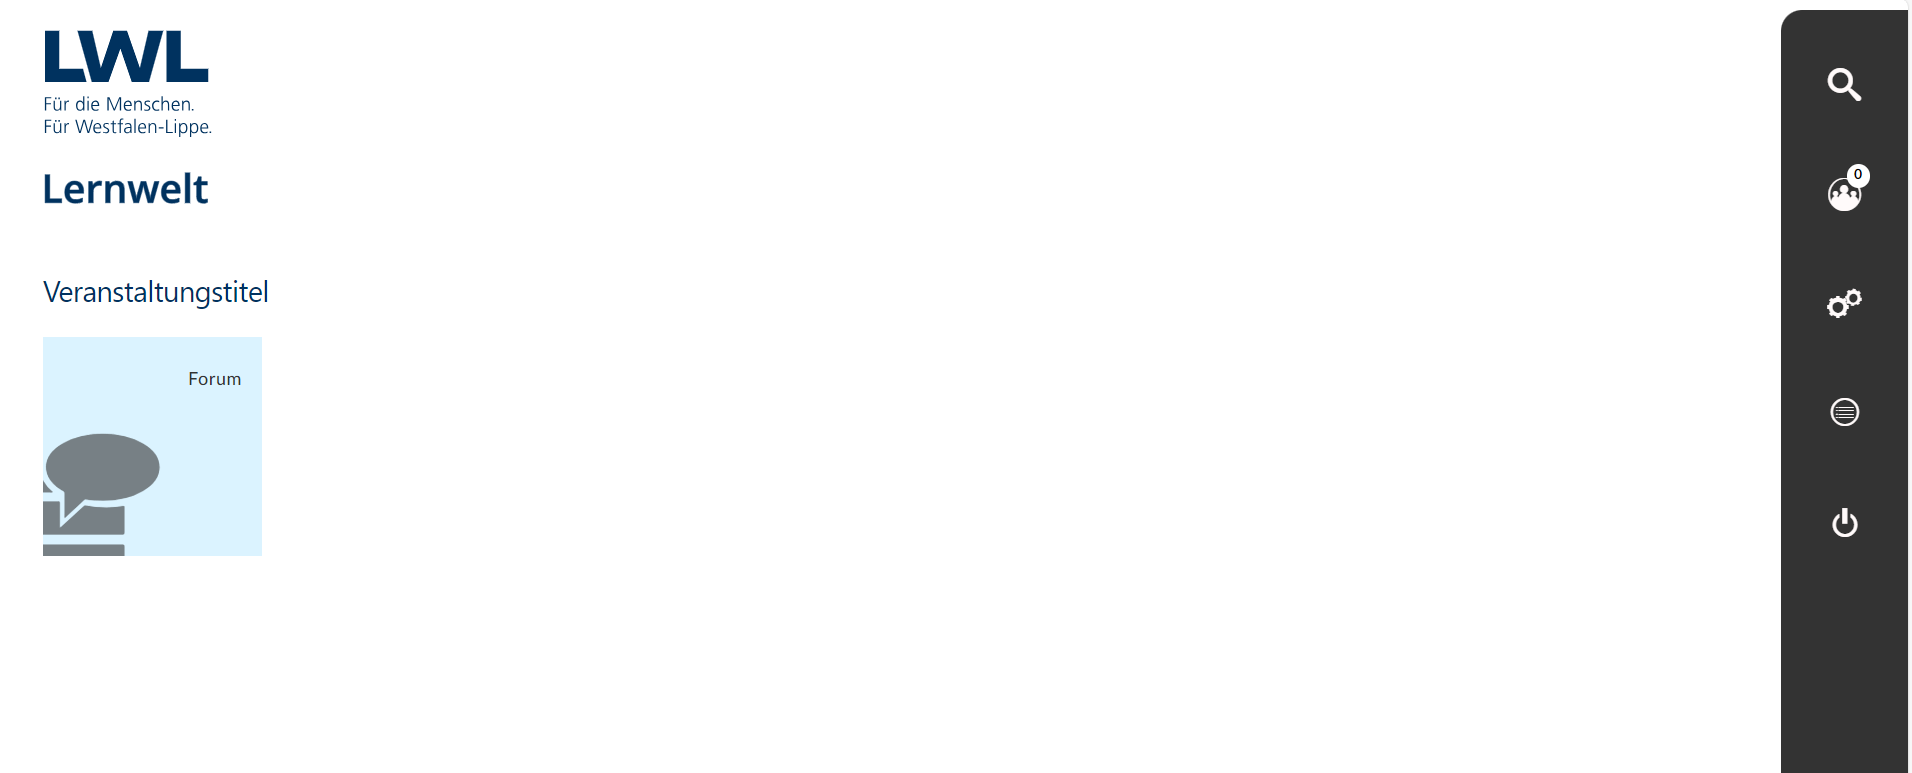 LWL
Für die Menschen.
Für Westfalen-Lippe.
Lernwelt
0
Veranstaltungstitel
Forum